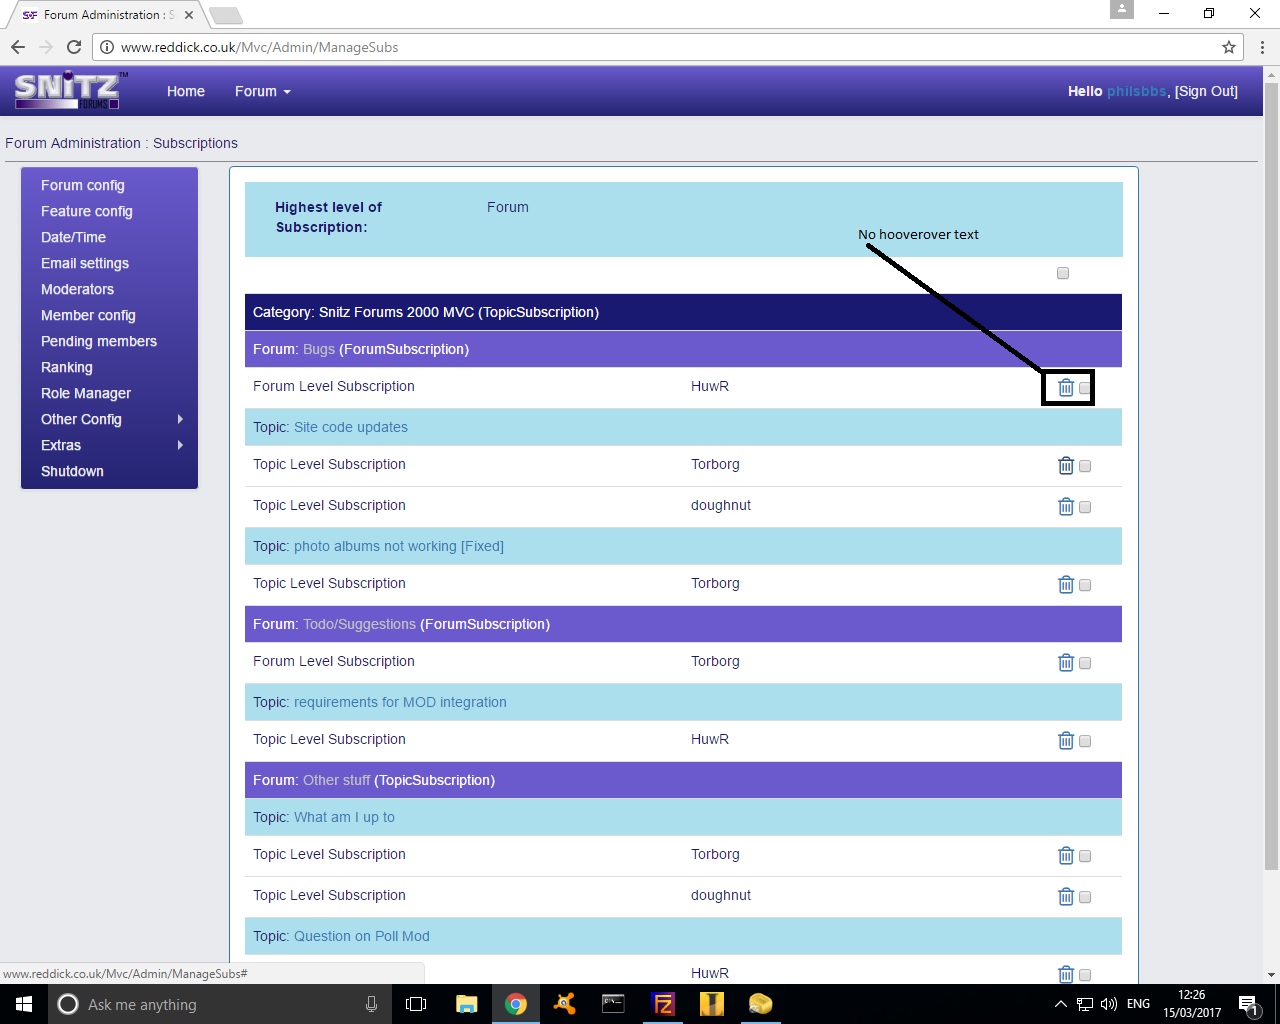 Forum Administration : S
www.reddick.co.uk/Mvc/Admin/ManageSubs
SNiTZ™ FORUMS Home Forum Hello philsbbs, [Sign Out]
Forum Administration : Subscriptions
Forum config
Feature config
Date/Time
Email settings
Moderators
Member config
Pending members
Ranking
Role Manager
Other Config
Extras
Shutdown
Highest level of Forum
Subscription:
No hooverover text
Category: Snitz Forums 2000 MVC (TopicSubscription)
Forum: Bugs (ForumSubscription)
Forum Level Subscription HuwR
Topic: Site code updates
Topic Level Subscription Torborg
Topic Level Subscription doughnut
Topic: photo albums not working [Fixed]
Topic Level Subscription Torborg
Forum: Todo/Suggestions (ForumSubscription)
Forum Level Subscription Torborg
Topic: requirements for MOD integration
Topic Level Subscription HuwR
Forum: Other stuff (TopicSubscription)
Topic: What am I up to
Topic Level Subscription Torborg
Topic Level Subscription doughnut
Topic: Question on Poll Mod
HuwR
www.reddick.co.uk/Mvc/Admin/ManageSubs#
Ask me anything
ENG
12:26
15/03/2017
1